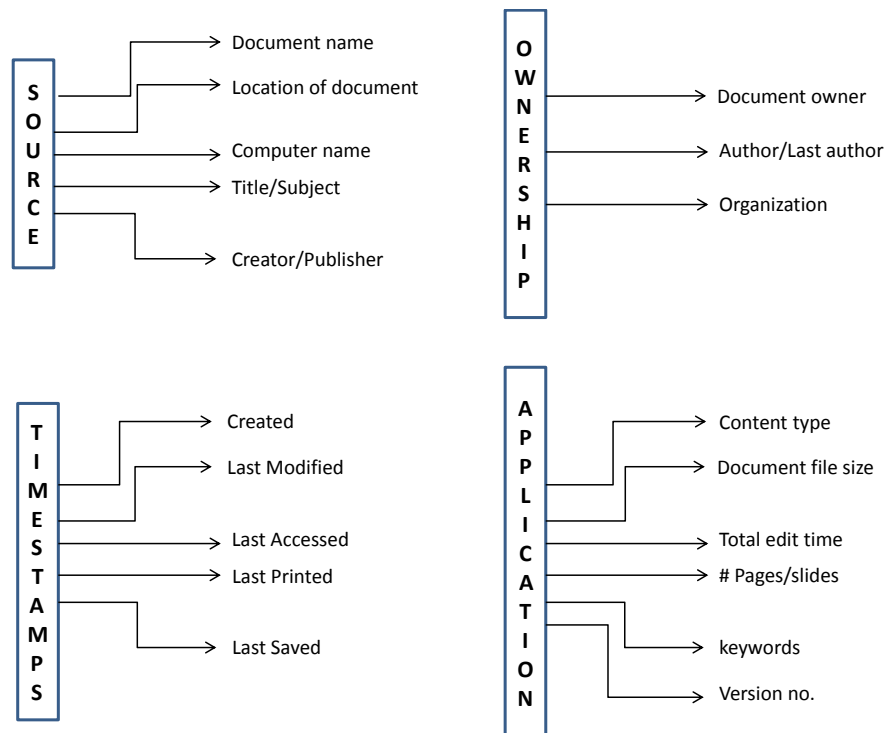 SOURCE
Document name
Location of document
Computer name
Title/Subject
Creator/Publisher
OWNERSHIP
Document owner
Author/Last author
Organization
TIMESTAMPS
Created
Last Modified
Last Accessed
Last Printed
Last Saved
APPLICATION
Content type
Document file size
Total edit time
# Pages/slides
keywords
Version no.